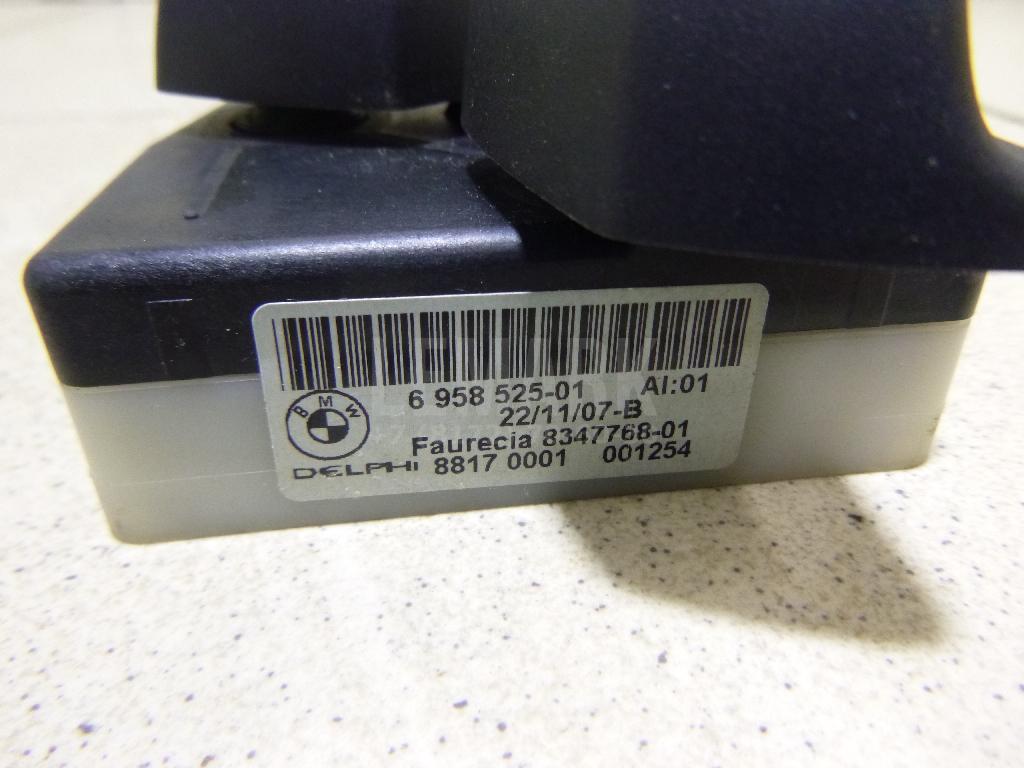 6 958 525-01 AI:01
22/11/07-B
BMW
Faurecia 8347768-01
DELPHI 8817 0001 001254